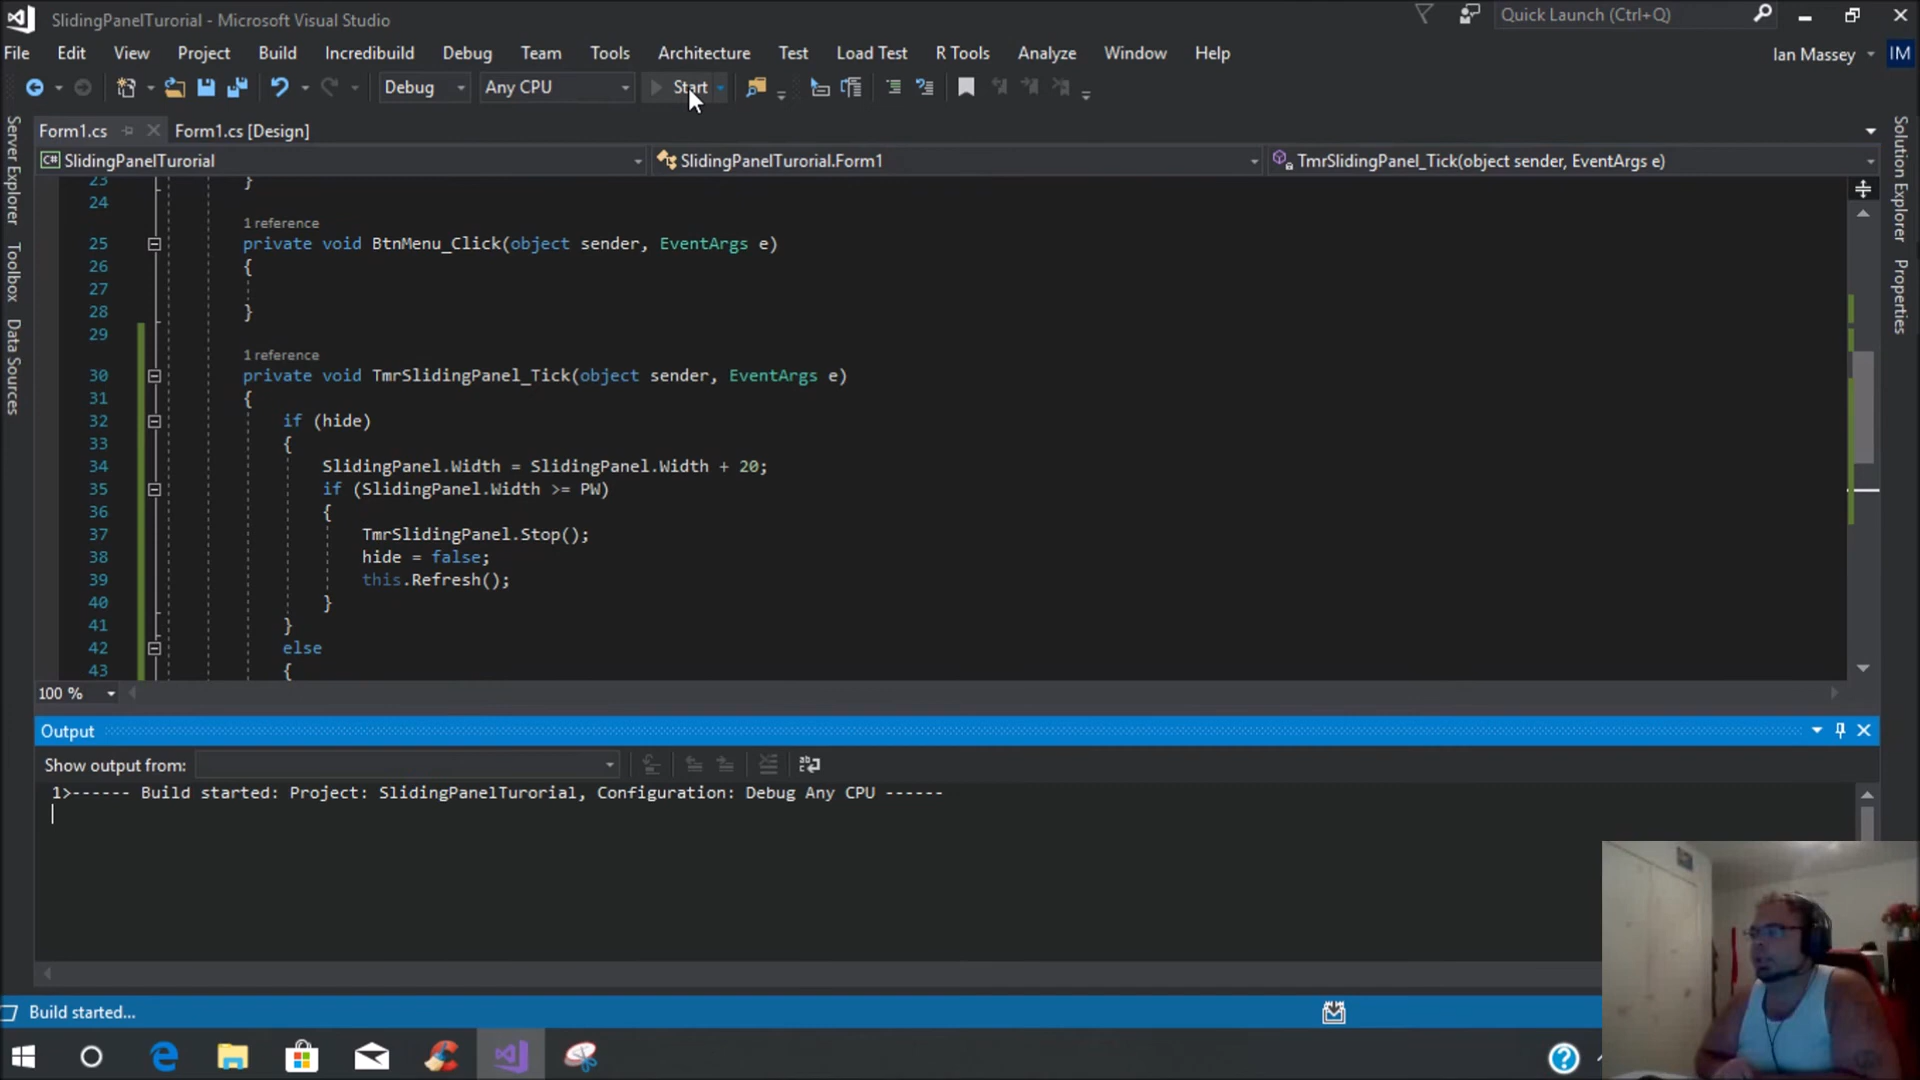 SlidingPanelTurorial - Microsoft Visual Studio
Quick Launch (Ctrl+Q)
File Edit View Project Build Incredibuild Debug Team Tools Architecture Test Load Test R Tools Analyze Window Help
Ian Massey IM
Debug Any CPU Start
Form1.cs Form1.cs [Design]
C# SlidingPanelTurorial SlidingPanelTurorial.Form1 TmrSlidingPanel_Tick(object sender, EventArgs e)
Server Explorer
Toolbox
Data Sources
Solution Explorer
Properties
23 }
24
1 reference
25 private void BtnMenu_Click(object sender, EventArgs e)
26 {
27
28 }
29
1 reference
30 private void TmrSlidingPanel_Tick(object sender, EventArgs e)
31 {
32 if (hide)
33 {
34 SlidingPanel.Width = SlidingPanel.Width + 20;
35 if (SlidingPanel.Width >= PW)
36 {
37 TmrSlidingPanel.Stop();
38 hide = false;
39 this.Refresh();
40 }
41 }
42 else
43 {
100 %
Output
Show output from:
1>------ Build started: Project: SlidingPanelTurorial, Configuration: Debug Any CPU ------
Build started...